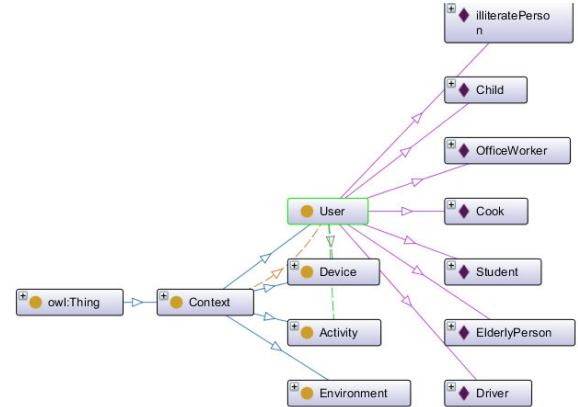 illiteratePerso
n
Child
OfficeWorker
User
Cook
Device
Student
owl:Thing
Context
Activity
ElderlyPerson
Environment
Driver